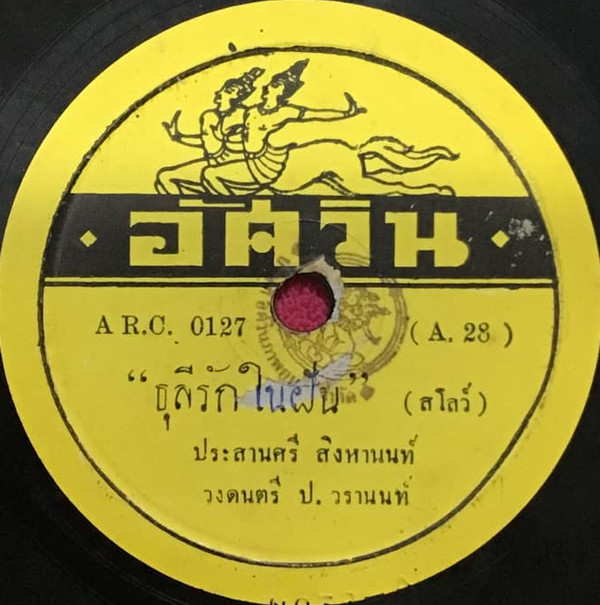 อัศวิน
A R.C. 0127 ( A. 28 )
“ธุลีรักในฝัน” (สโลว์)
ประสานศรี สิงหานนท์
วงดนตรี ป. วรานนท์